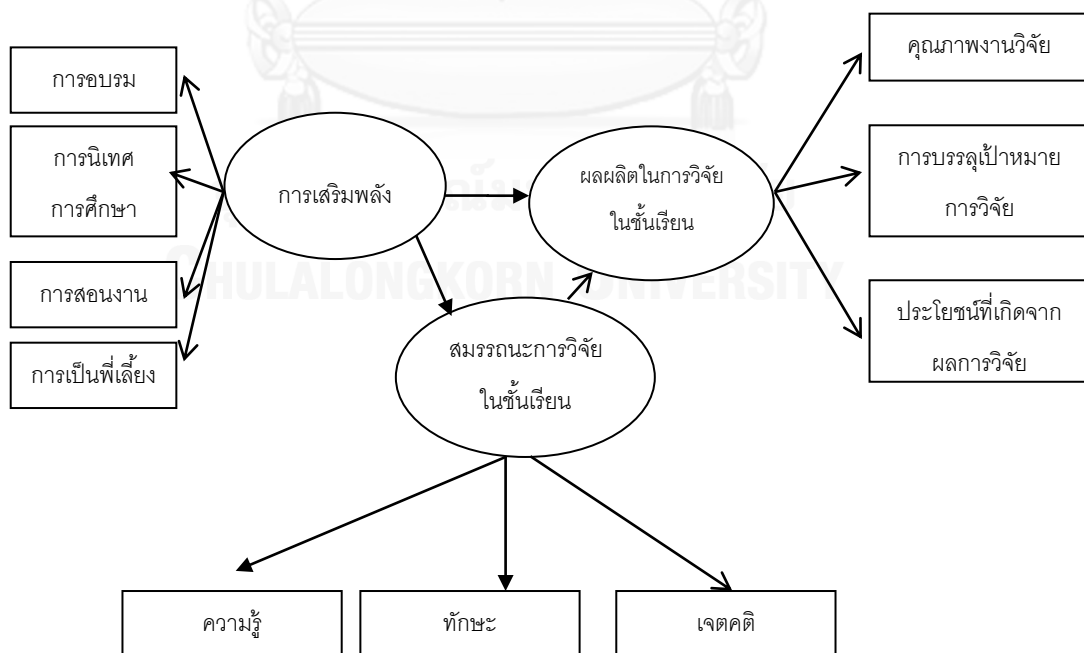 การอบรม
การนิเทศ
การศึกษา
การสอนงาน
การเป็นพี่เลี้ยง
การเสริมพลัง
ผลผลิตในการวิจัย
ในชั้นเรียน
สมรรถนะการวิจัย
ในชั้นเรียน
คุณภาพงานวิจัย
การบรรลุเป้าหมาย
การวิจัย
ประโยชน์ที่เกิดจาก
ผลการวิจัย
ความรู้
ทักษะ
เจตคติ
CHULALONGKORN UNIVERSITY